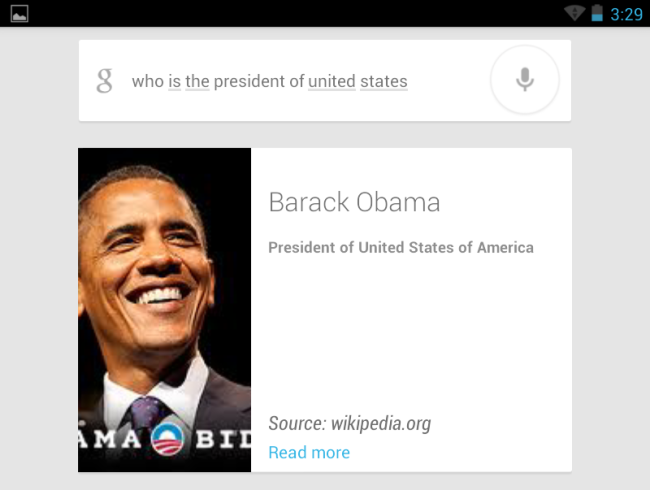 3:29
g who is the president of united states
Barack Obama
President of United States of America
AMA BID
Source: wikipedia.org
Read more